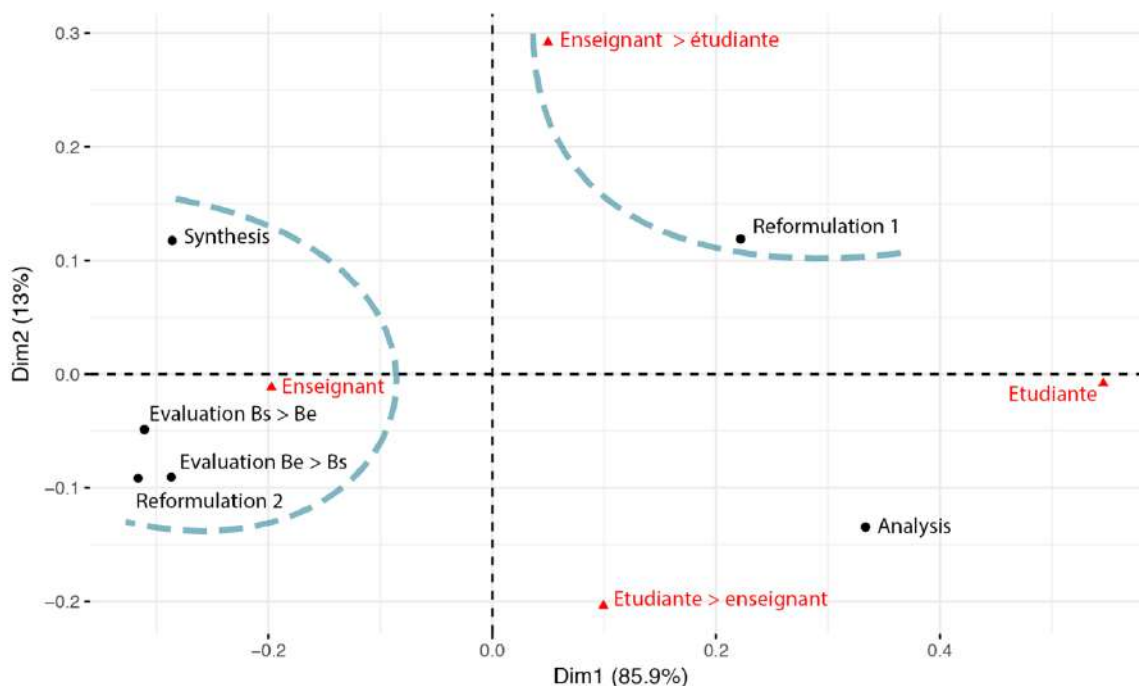 0.3
Enseignant > étudiante
0.2
Synthesis
Reformulation 1
0.1
Dim2 (13%)
0.0
Enseignant
Etudiante
Evaluation Bs > Be
Evaluation Be > Bs
−0.1
Reformulation 2
Analysis
−0.2
Etudiante > enseignant
−0.2
0.0
0.2
0.4
Dim1 (85.9%)